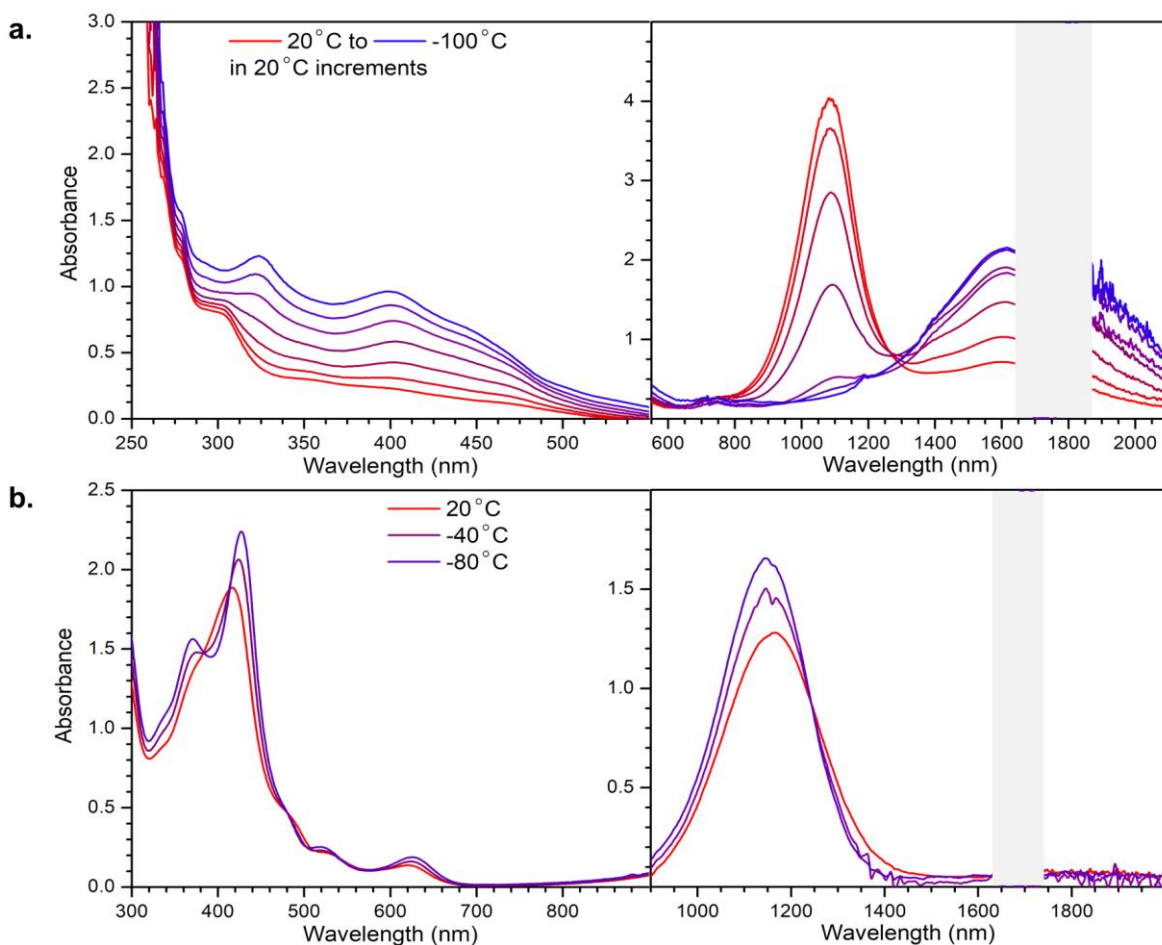 a.
3.0
2.5
2.0
1.5
1.0
0.5
0.0
Absorbance
20°C to -100°C
in 20°C increments
250 300 350 400 450 500
Wavelength (nm)
4
3
2
1
600 800 1000 1200 1400 1600 1800 2000
Wavelength (nm)
b.
2.5
2.0
1.5
1.0
0.5
0.0
Absorbance
20°C
-40°C
-80°C
300 400 500 600 700 800
Wavelength (nm)
1.5
1.0
0.5
1000 1200 1400 1600 1800
Wavelength (nm)